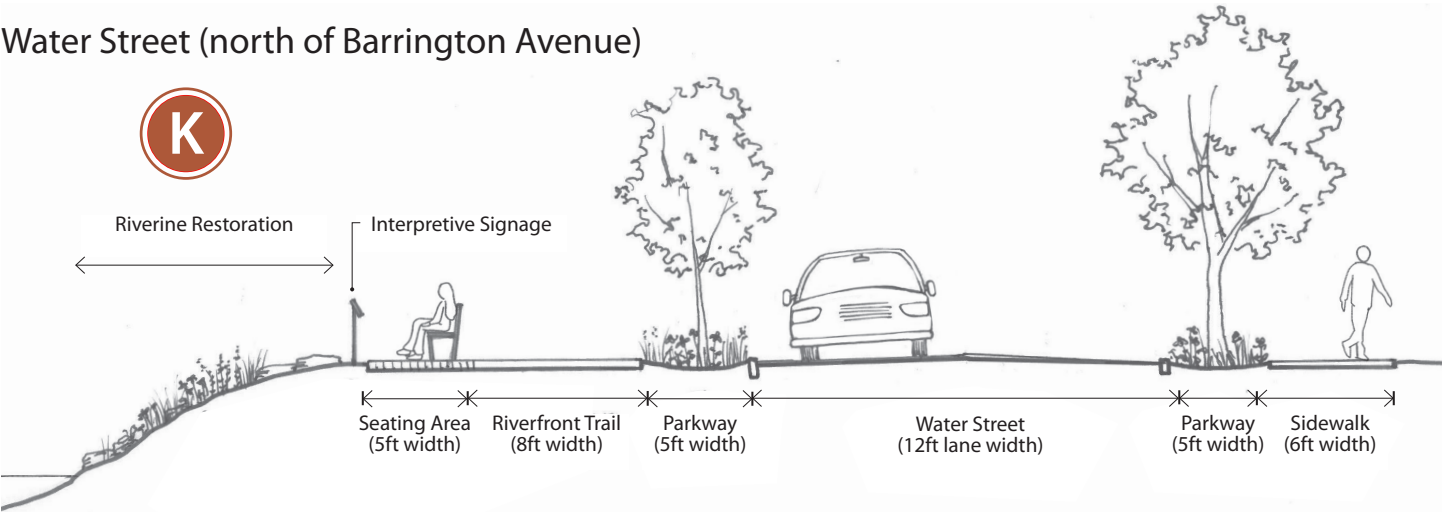 Water Street (north of Barrington Avenue)
K
Riverine Restoration
Interpretive Signage
Seating Area
(5ft width)
Riverfront Trail
(8ft width)
Parkway
(5ft width)
Water Street
(12ft lane width)
Parkway
(5ft width)
Sidewalk
(6ft width)